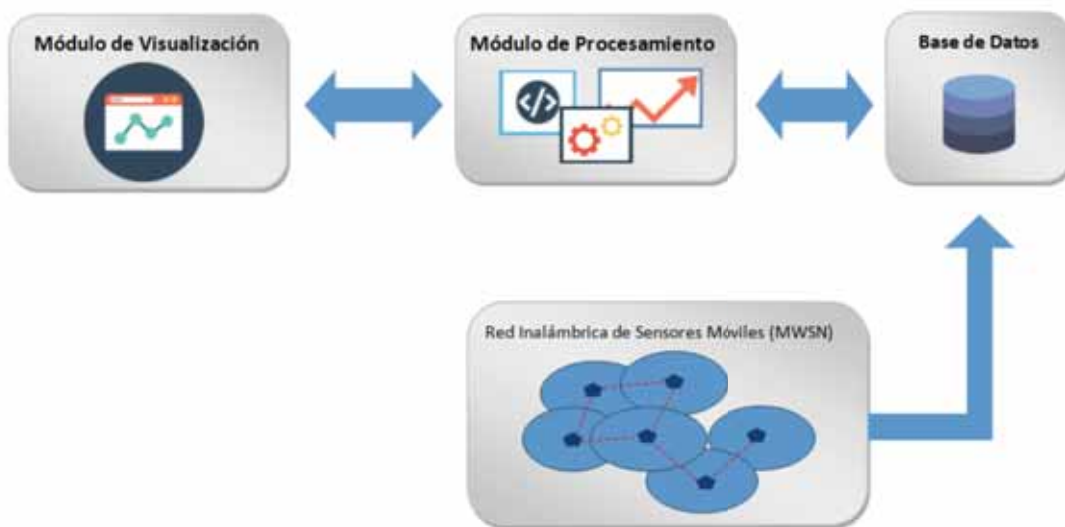 Módulo de Visualización
Módulo de Procesamiento
</>
Base de Datos
Red Inalámbrica de Sensores Móviles (MWSN)